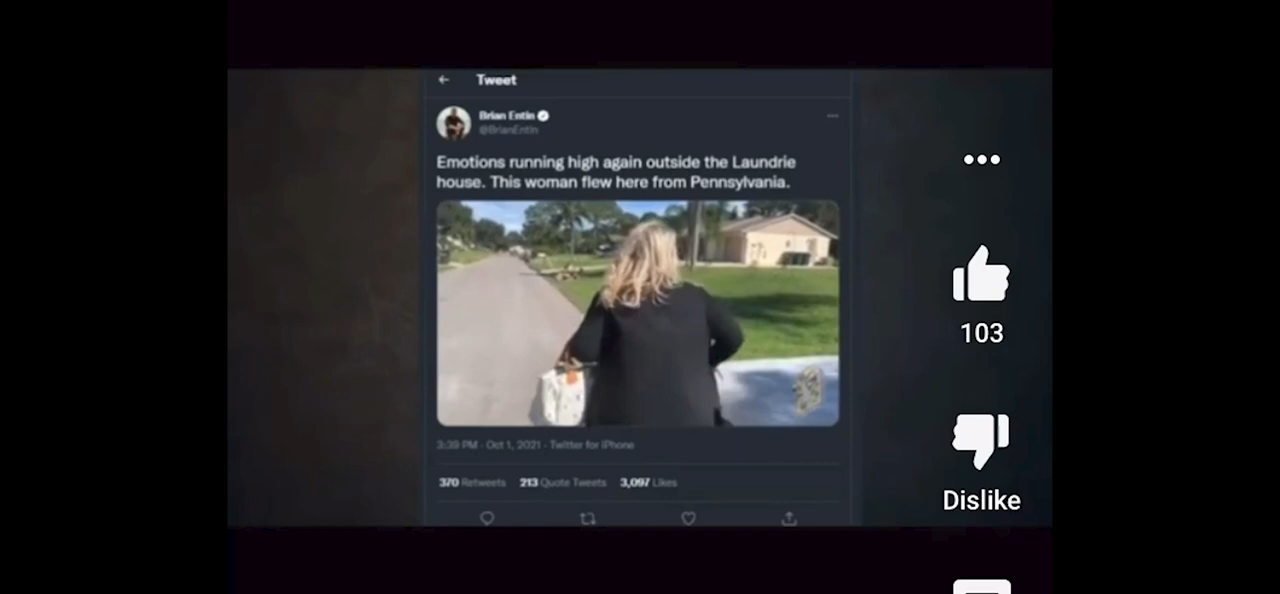 Tweet
Brian Entin
@BrianEntin
Emotions running high again outside the Laundrie
house. This woman flew here from Pennsylvania.
3:39 PM · Oct 1, 2021 · Twitter for iPhone
370 Retweets 213 Quote Tweets 3,097 Likes
103
Dislike